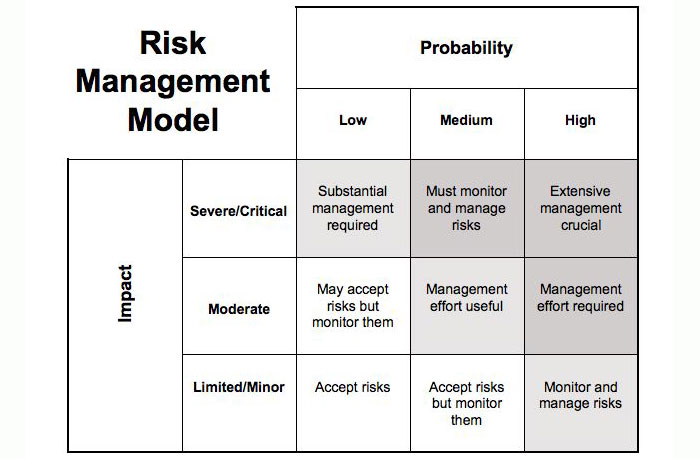 Risk
Management
Model
Probability
Low
Medium
High
Impact
Severe/Critical
Substantial
management
required
Must monitor
and manage
risks
Extensive
management
crucial
Moderate
May accept
risks but
monitor them
Management
effort useful
Management
effort required
Limited/Minor
Accept risks
Accept risks
but monitor
them
Monitor and
manage risks